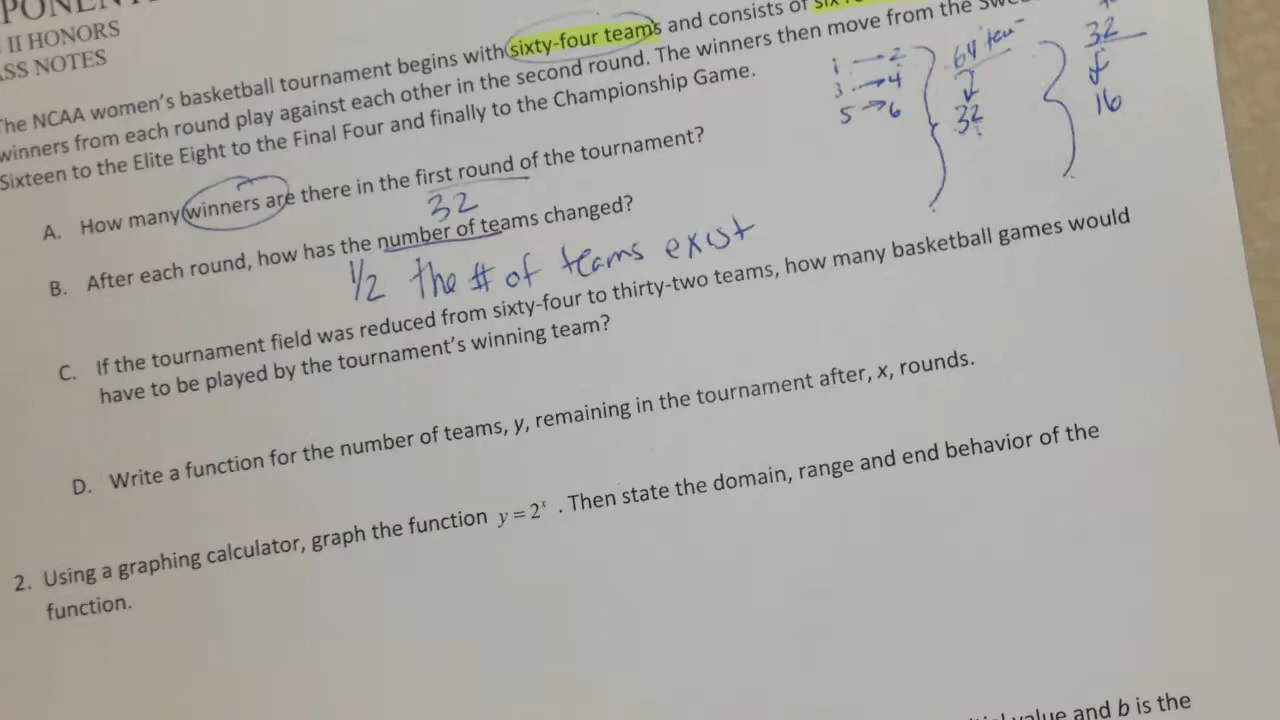 II HONORS
SS NOTES
The NCAA women's basketball tournament begins with sixty-four teams and consists of
winners from each round play against each other in the second round. The winners then move from the
Sixteen to the Elite Eight to the Final Four and finally to the Championship Game.
1 → 2
3 → 4
5 → 6
64
32
32
16
A. How many winners are there in the first round of the tournament?
32
B. After each round, how has the number of teams changed?
1/2 the # of teams exist
C. If the tournament field was reduced from sixty-four to thirty-two teams, how many basketball games would
have to be played by the tournament's winning team?
D. Write a function for the number of teams, y, remaining in the tournament after, x, rounds.
2. Using a graphing calculator, graph the function y = 2ˣ . Then state the domain, range and end behavior of the
function.
value and b is the